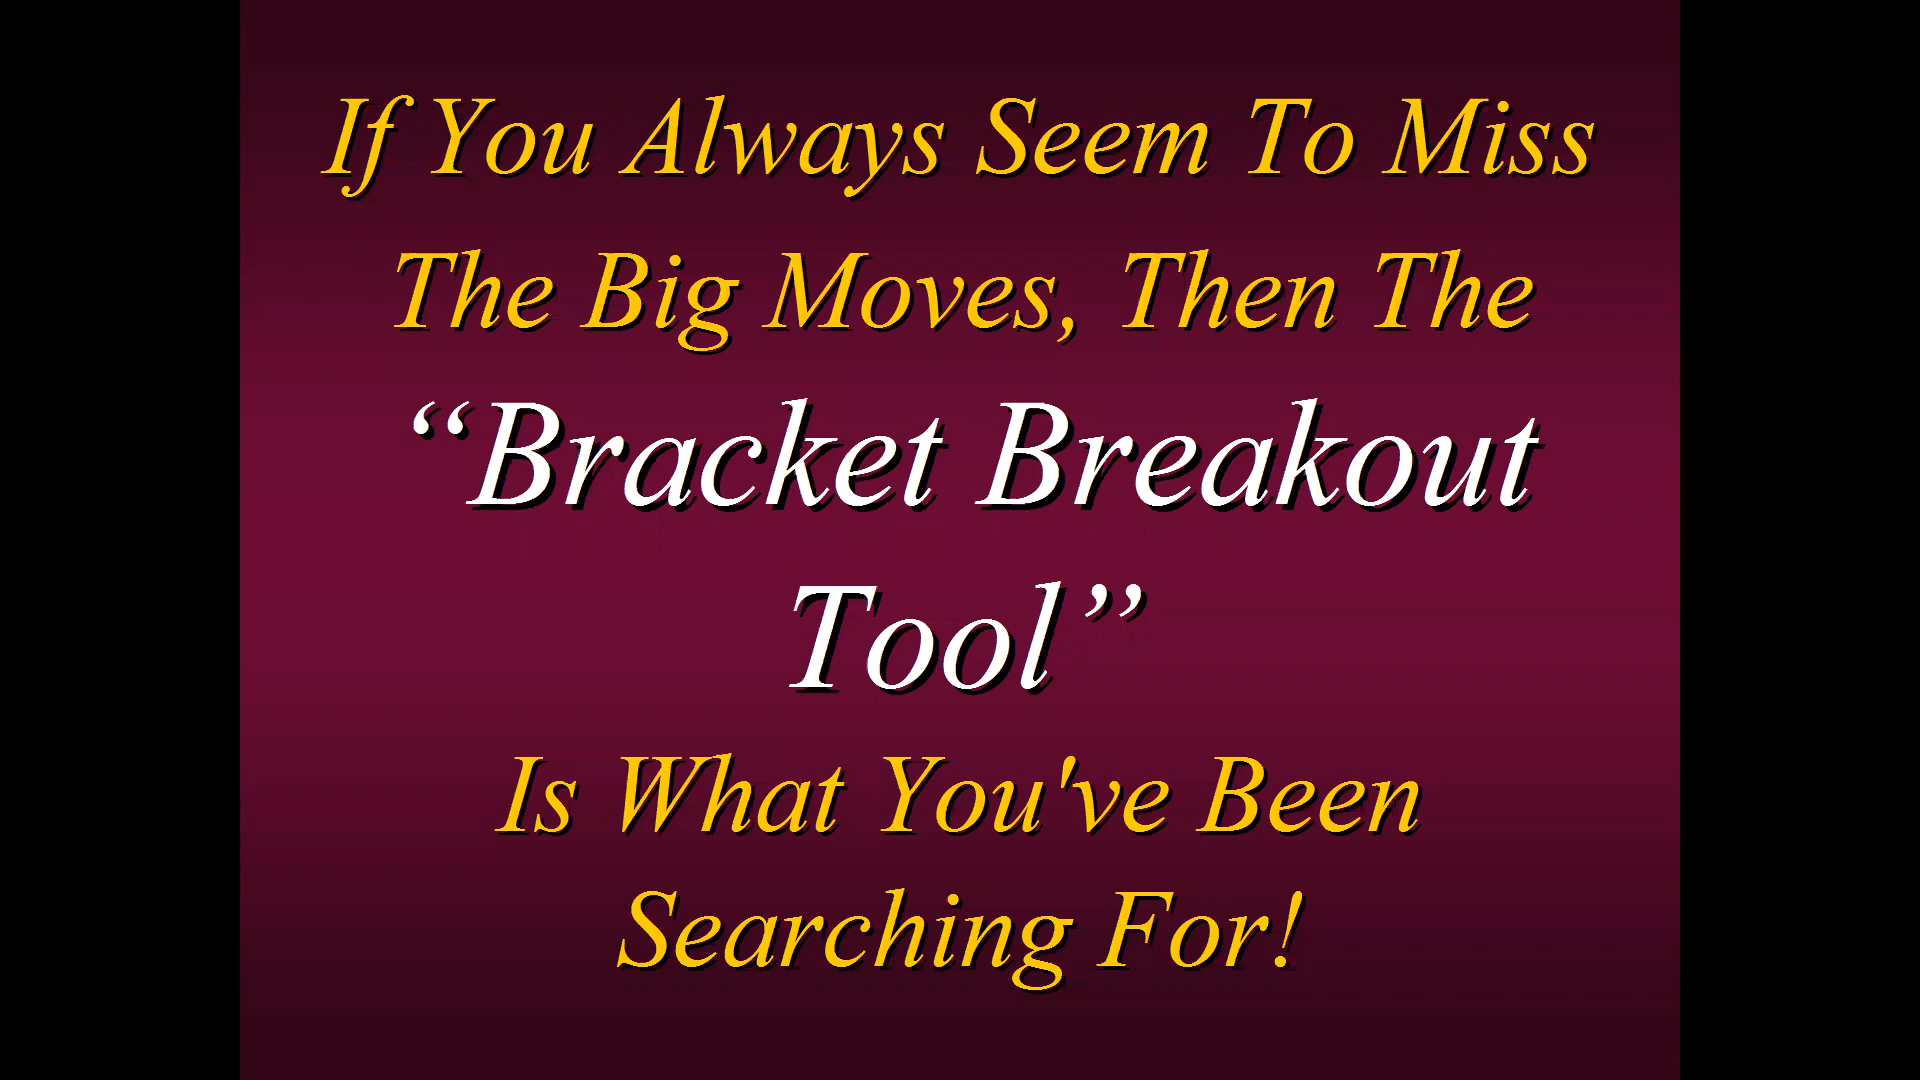 If You Always Seem To Miss
The Big Moves, Then The
“Bracket Breakout
Tool”
Is What You've Been
Searching For!